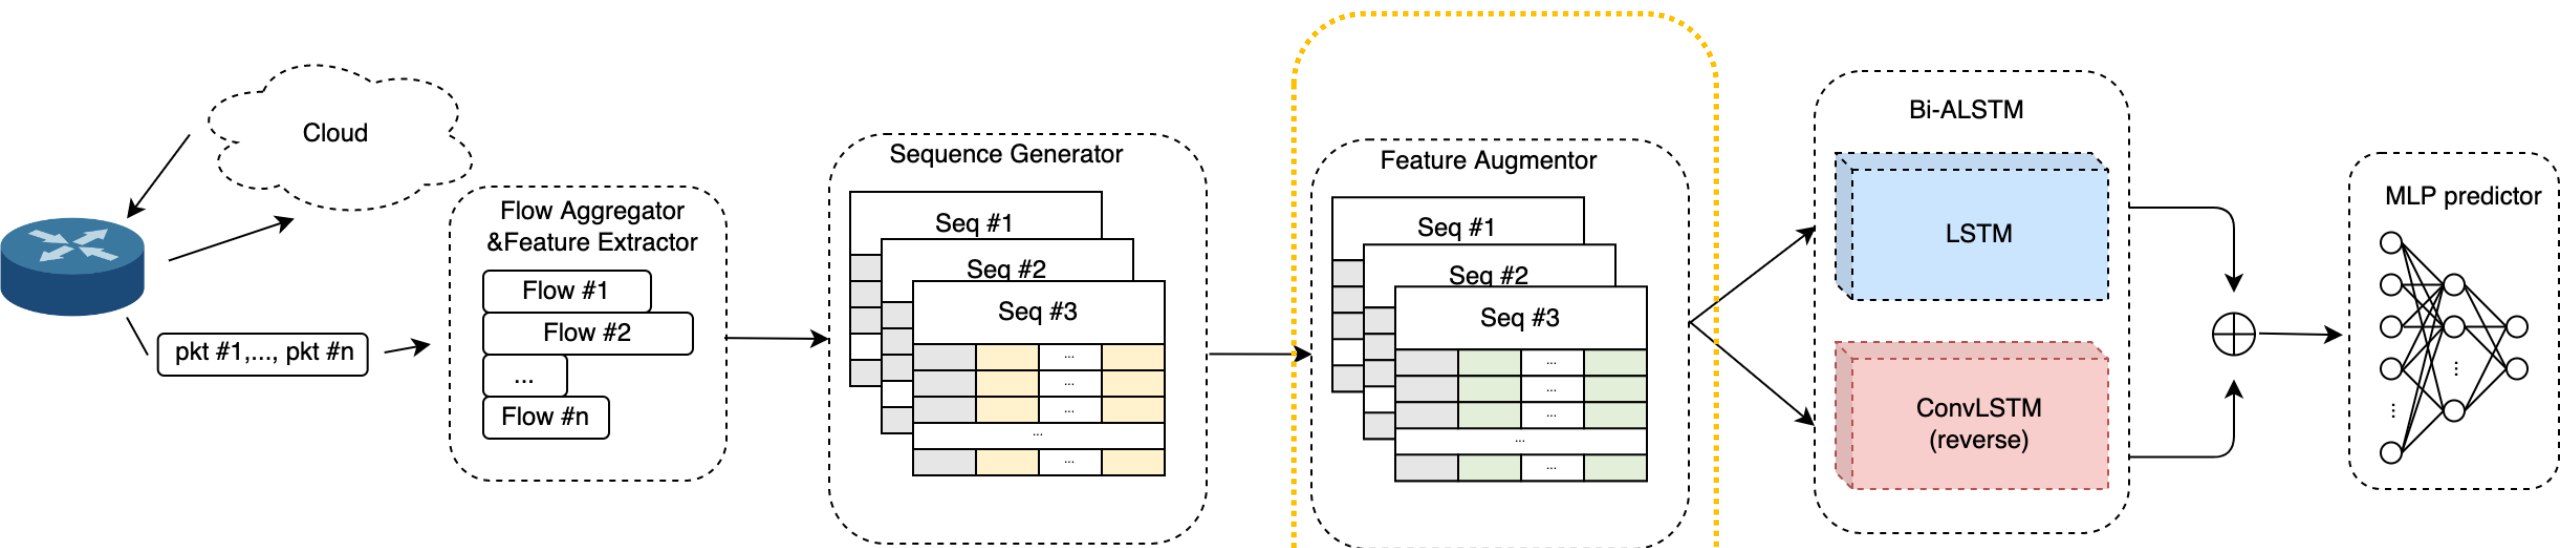 Cloud
pkt #1,..., pkt #n
Flow Aggregator
&Feature Extractor
Flow #1
Flow #2
...
Flow #n
Sequence Generator
Seq #1
Seq #2
Seq #3
...
...
...
...
...
Feature Augmentor
Seq #1
Seq #2
Seq #3
...
...
...
...
...
Bi-ALSTM
LSTM
ConvLSTM
(reverse)
MLP predictor